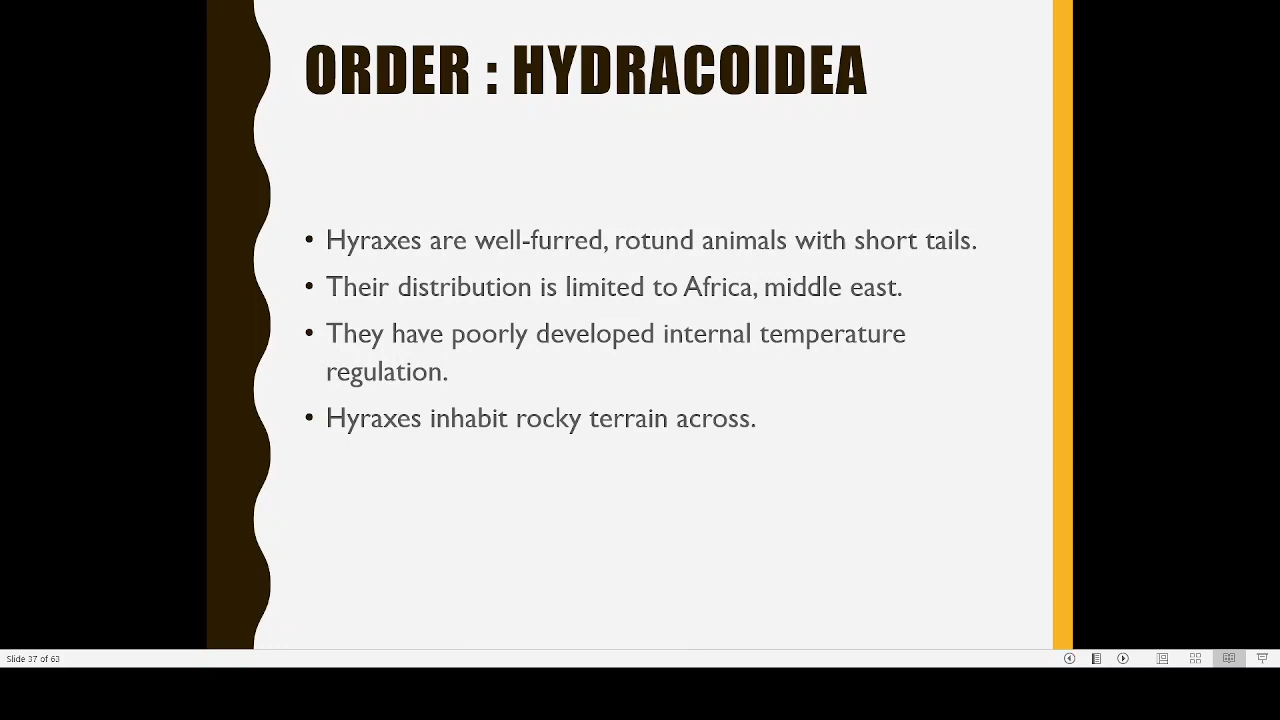 ORDER : HYDRACOIDEA
• Hyraxes are well-furred, rotund animals with short tails.
• Their distribution is limited to Africa, middle east.
• They have poorly developed internal temperature
regulation.
• Hyraxes inhabit rocky terrain across.
Slide 37 of 63